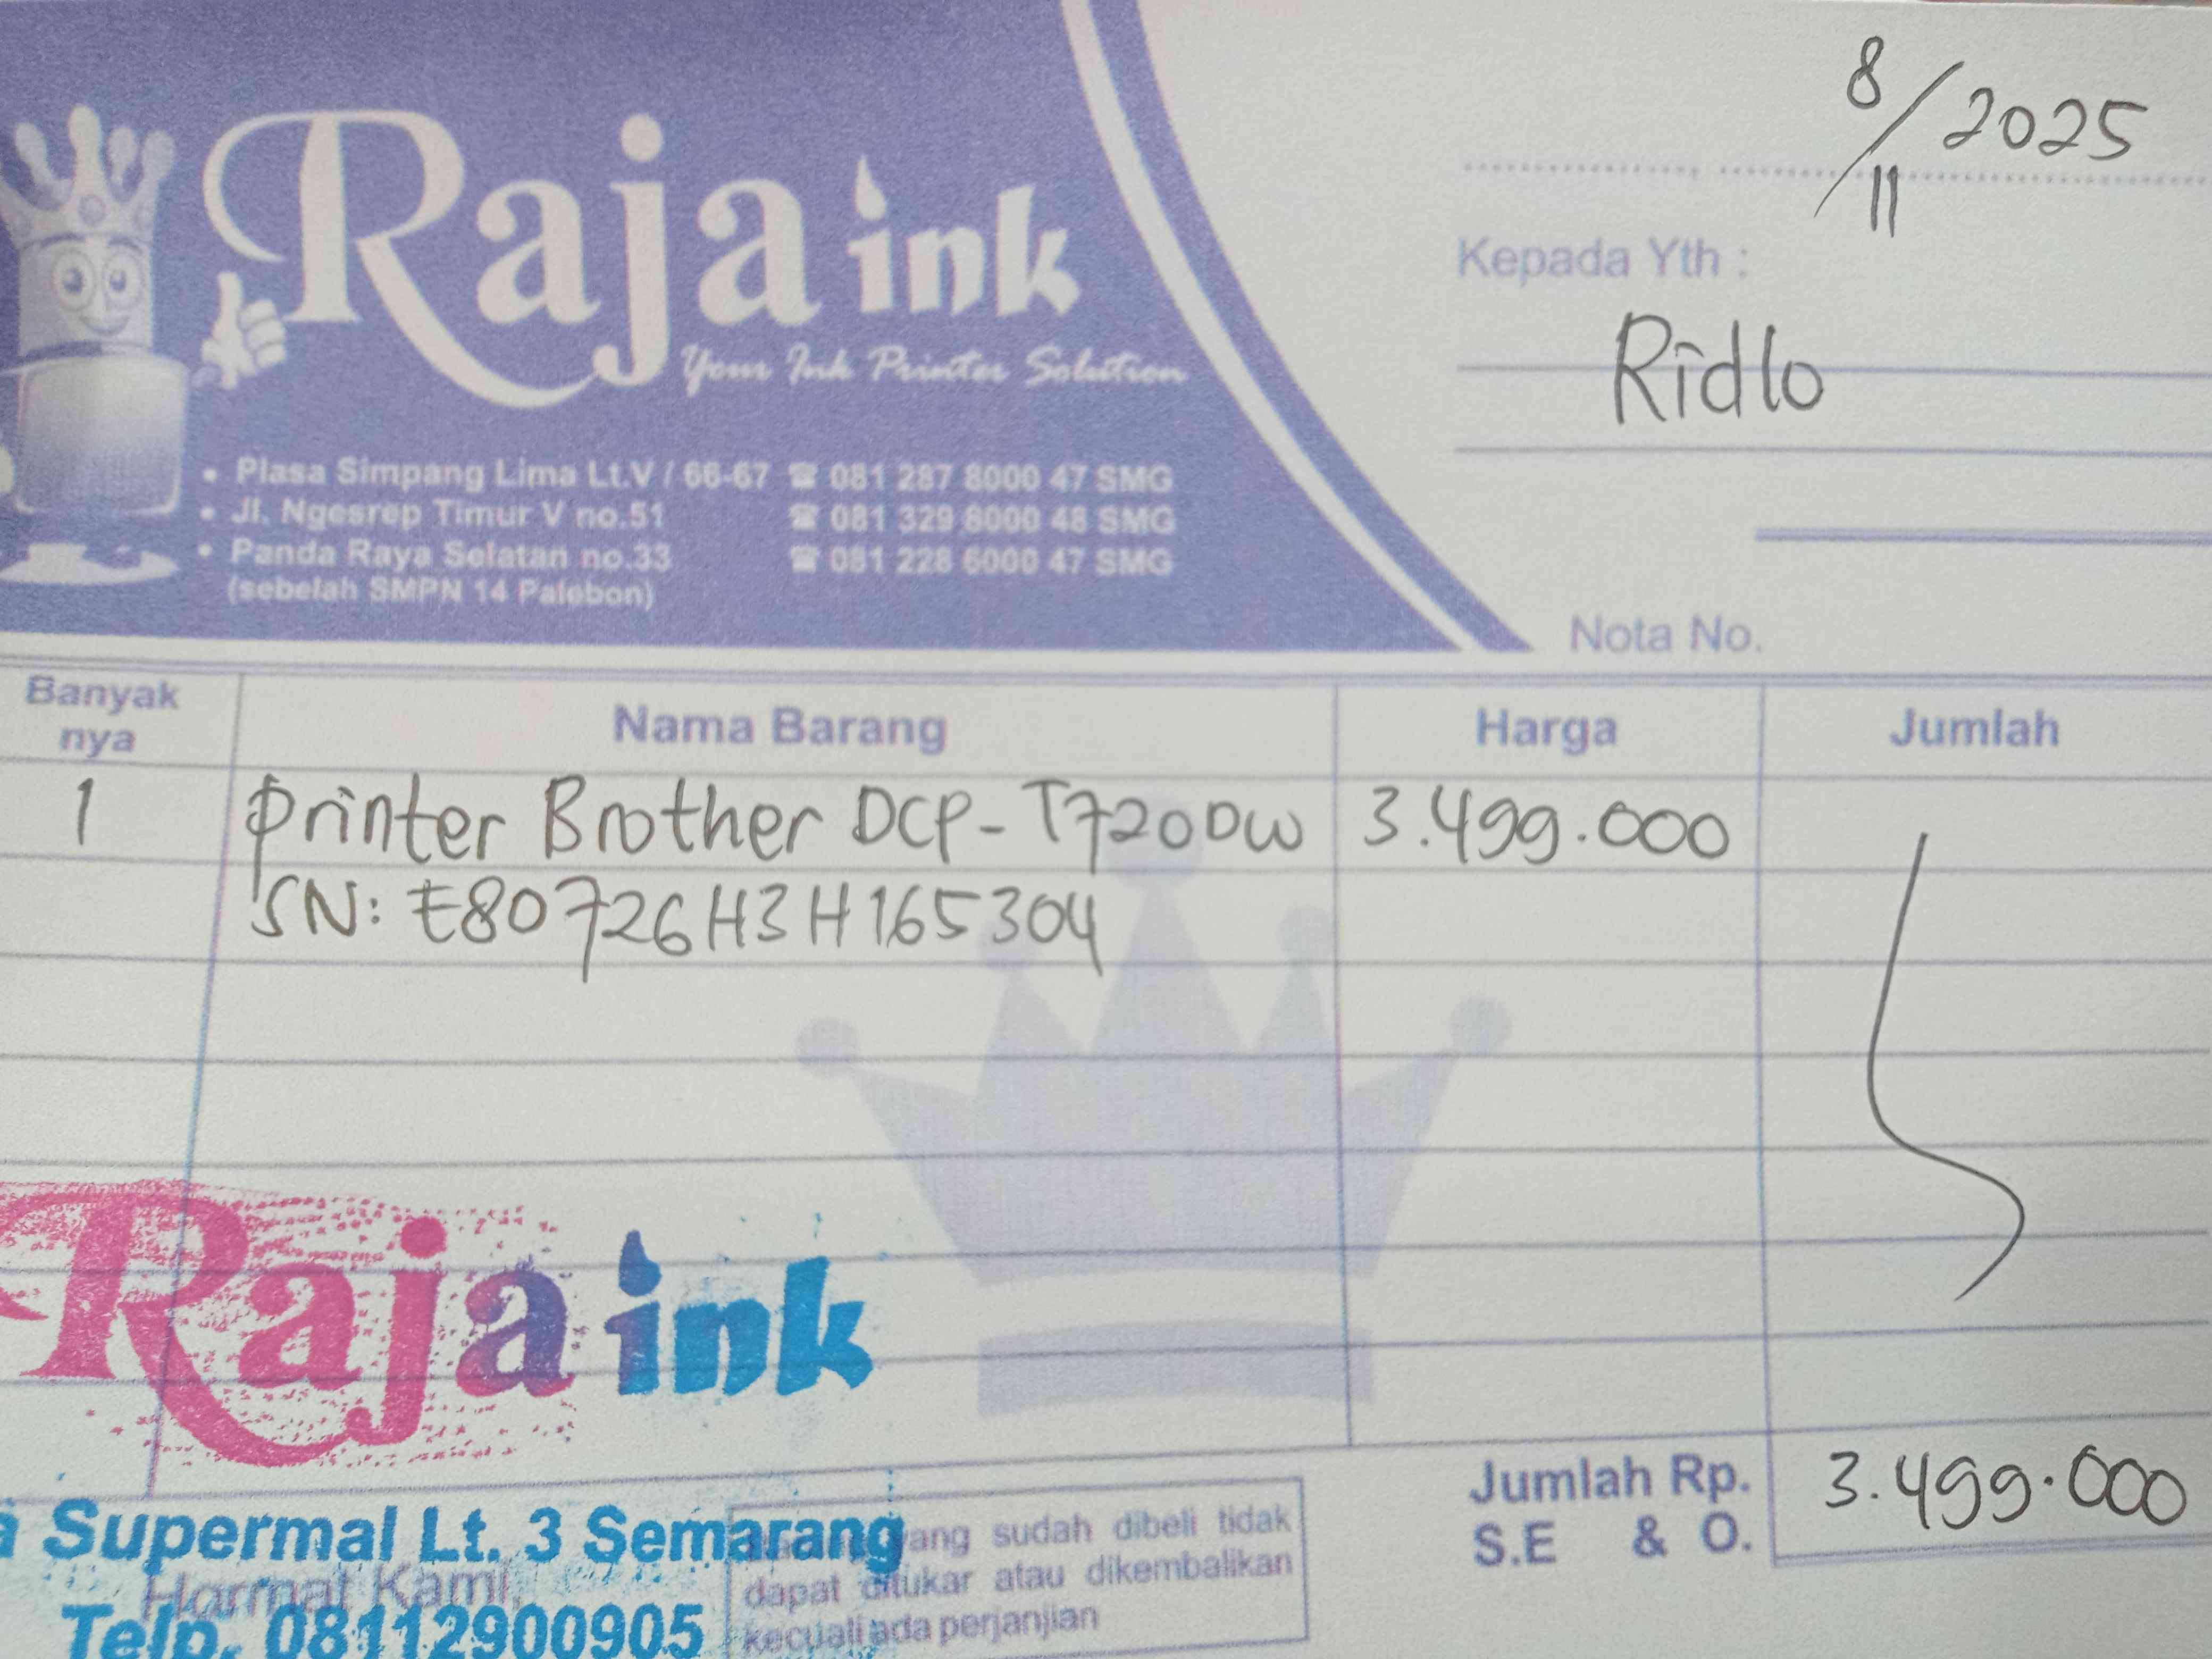 Raja ink
Your Ink Printer Solution
• Plasa Simpang Lima Lt.V / 66-67 ☎ 081 287 8000 47 SMG
• Jl. Ngesrep Timur V no.51 ☎ 081 329 8000 48 SMG
• Panda Raya Selatan no.33 ☎ 081 228 6000 47 SMG
(sebelah SMPN 14 Palebon)
8/11/2025
Kepada Yth :
Ridlo
Nota No.
Banyak nya Nama Barang Harga Jumlah
1 printer Brother DCP-T720DW 3.499.000
SN: E80726H3H165304
Raja ink
Supermal Lt. 3 Semarang
Hormat Kami,
Telp. 08112900905
yang sudah dibeli tidak
dapat ditukar atau dikembalikan
kecuali ada perjanjian
Jumlah Rp. 3.499.000
S.E & O.